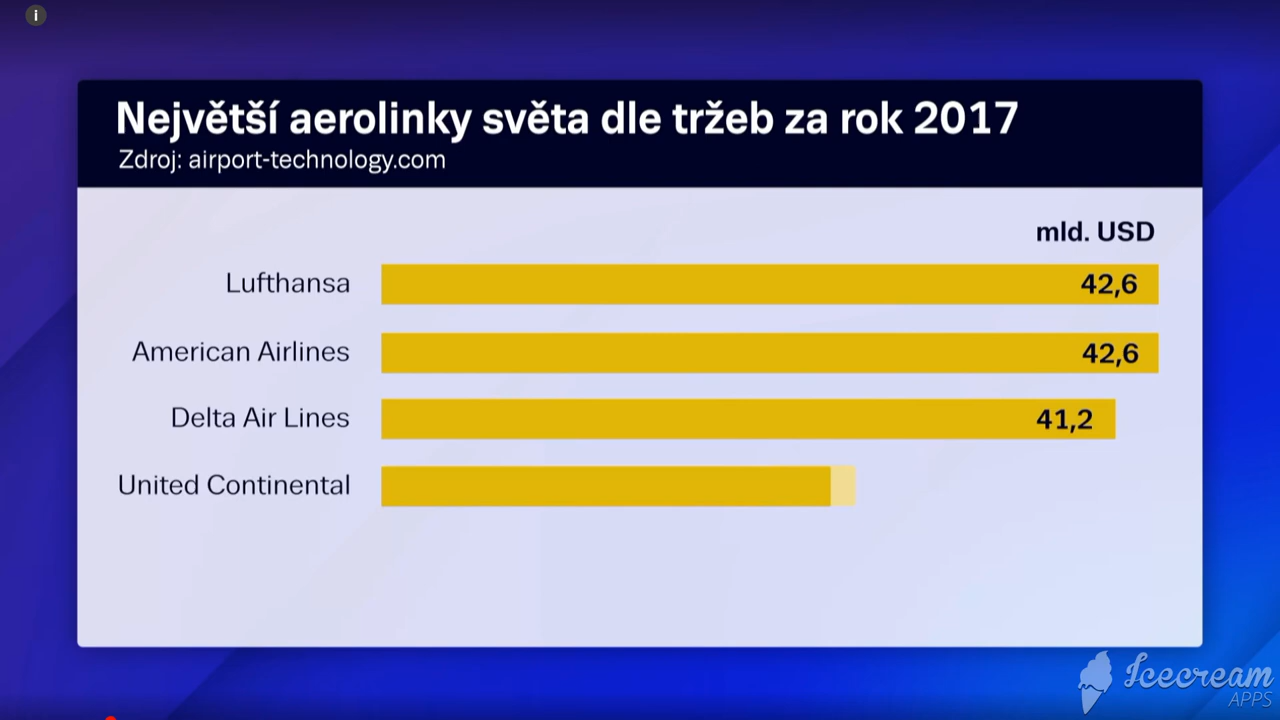 i
Největší aerolinky světa dle tržeb za rok 2017
Zdroj: airport-technology.com
mld. USD
Lufthansa 42,6
American Airlines 42,6
Delta Air Lines 41,2
United Continental
Icecream
APPS